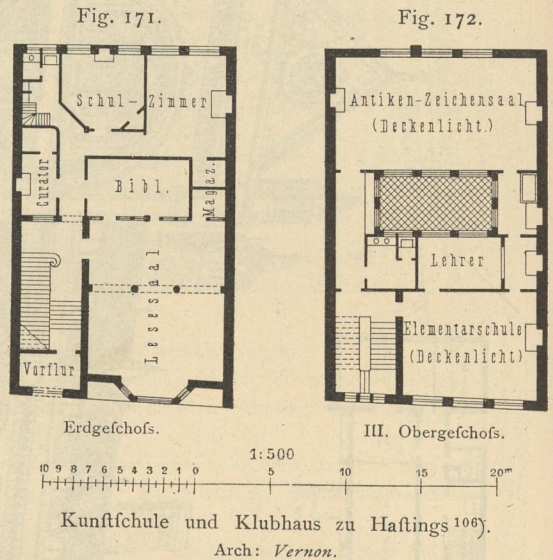 Fig. 171.
Fig. 172.
Schul-Zimmer
Curator
Bibl.
Magaz.
Lesesaal
Vorflur
Antiken-Zeichensaal
(Deckenlicht.)
Lehrer
Elementarschule
(Deckenlicht)
Erdgeſchoſs.
III. Obergeſchoſs.
1:500
10 9 8 7 6 5 4 3 2 1 0 5 10 15 20m
Kunſtſchule und Klubhaus zu Haſtings 106).
Arch: Vernon.